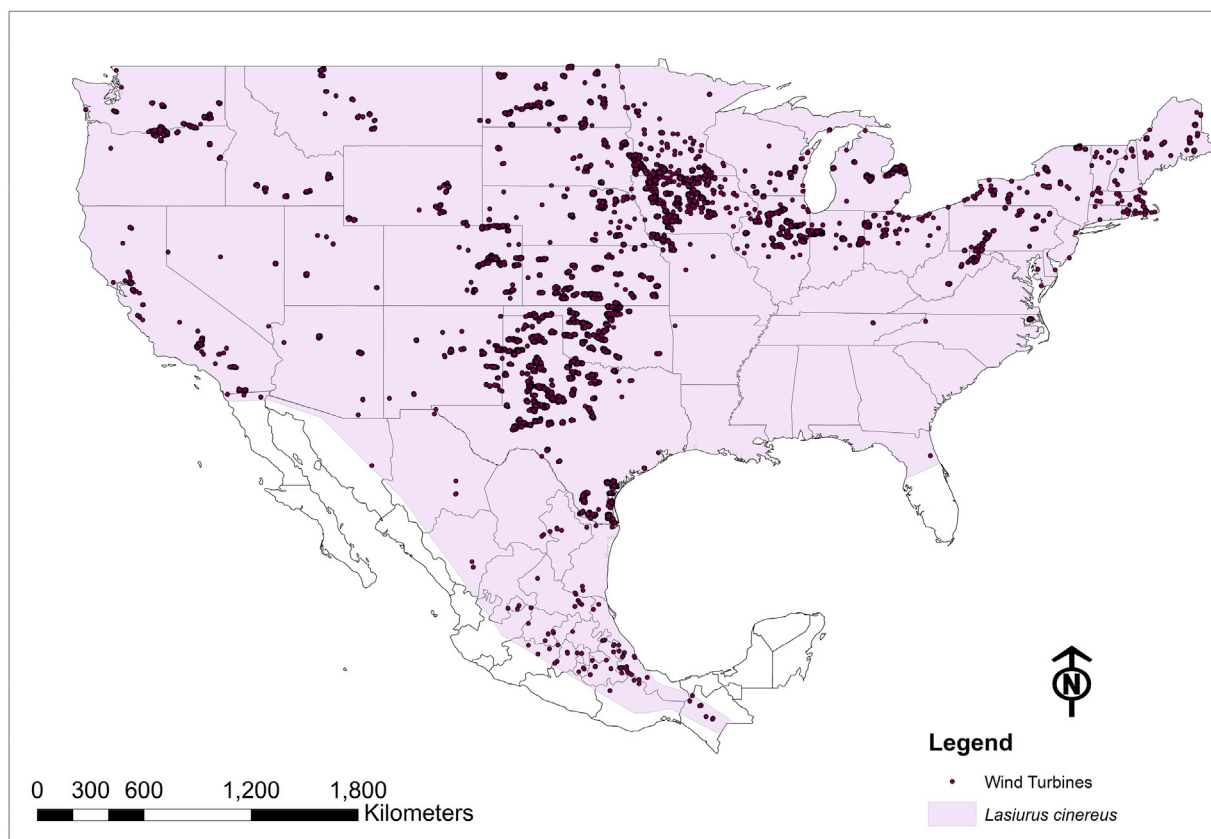 N
Legend
Wind Turbines
Lasiurus cinereus
0 300 600 1,200 1,800
Kilometers